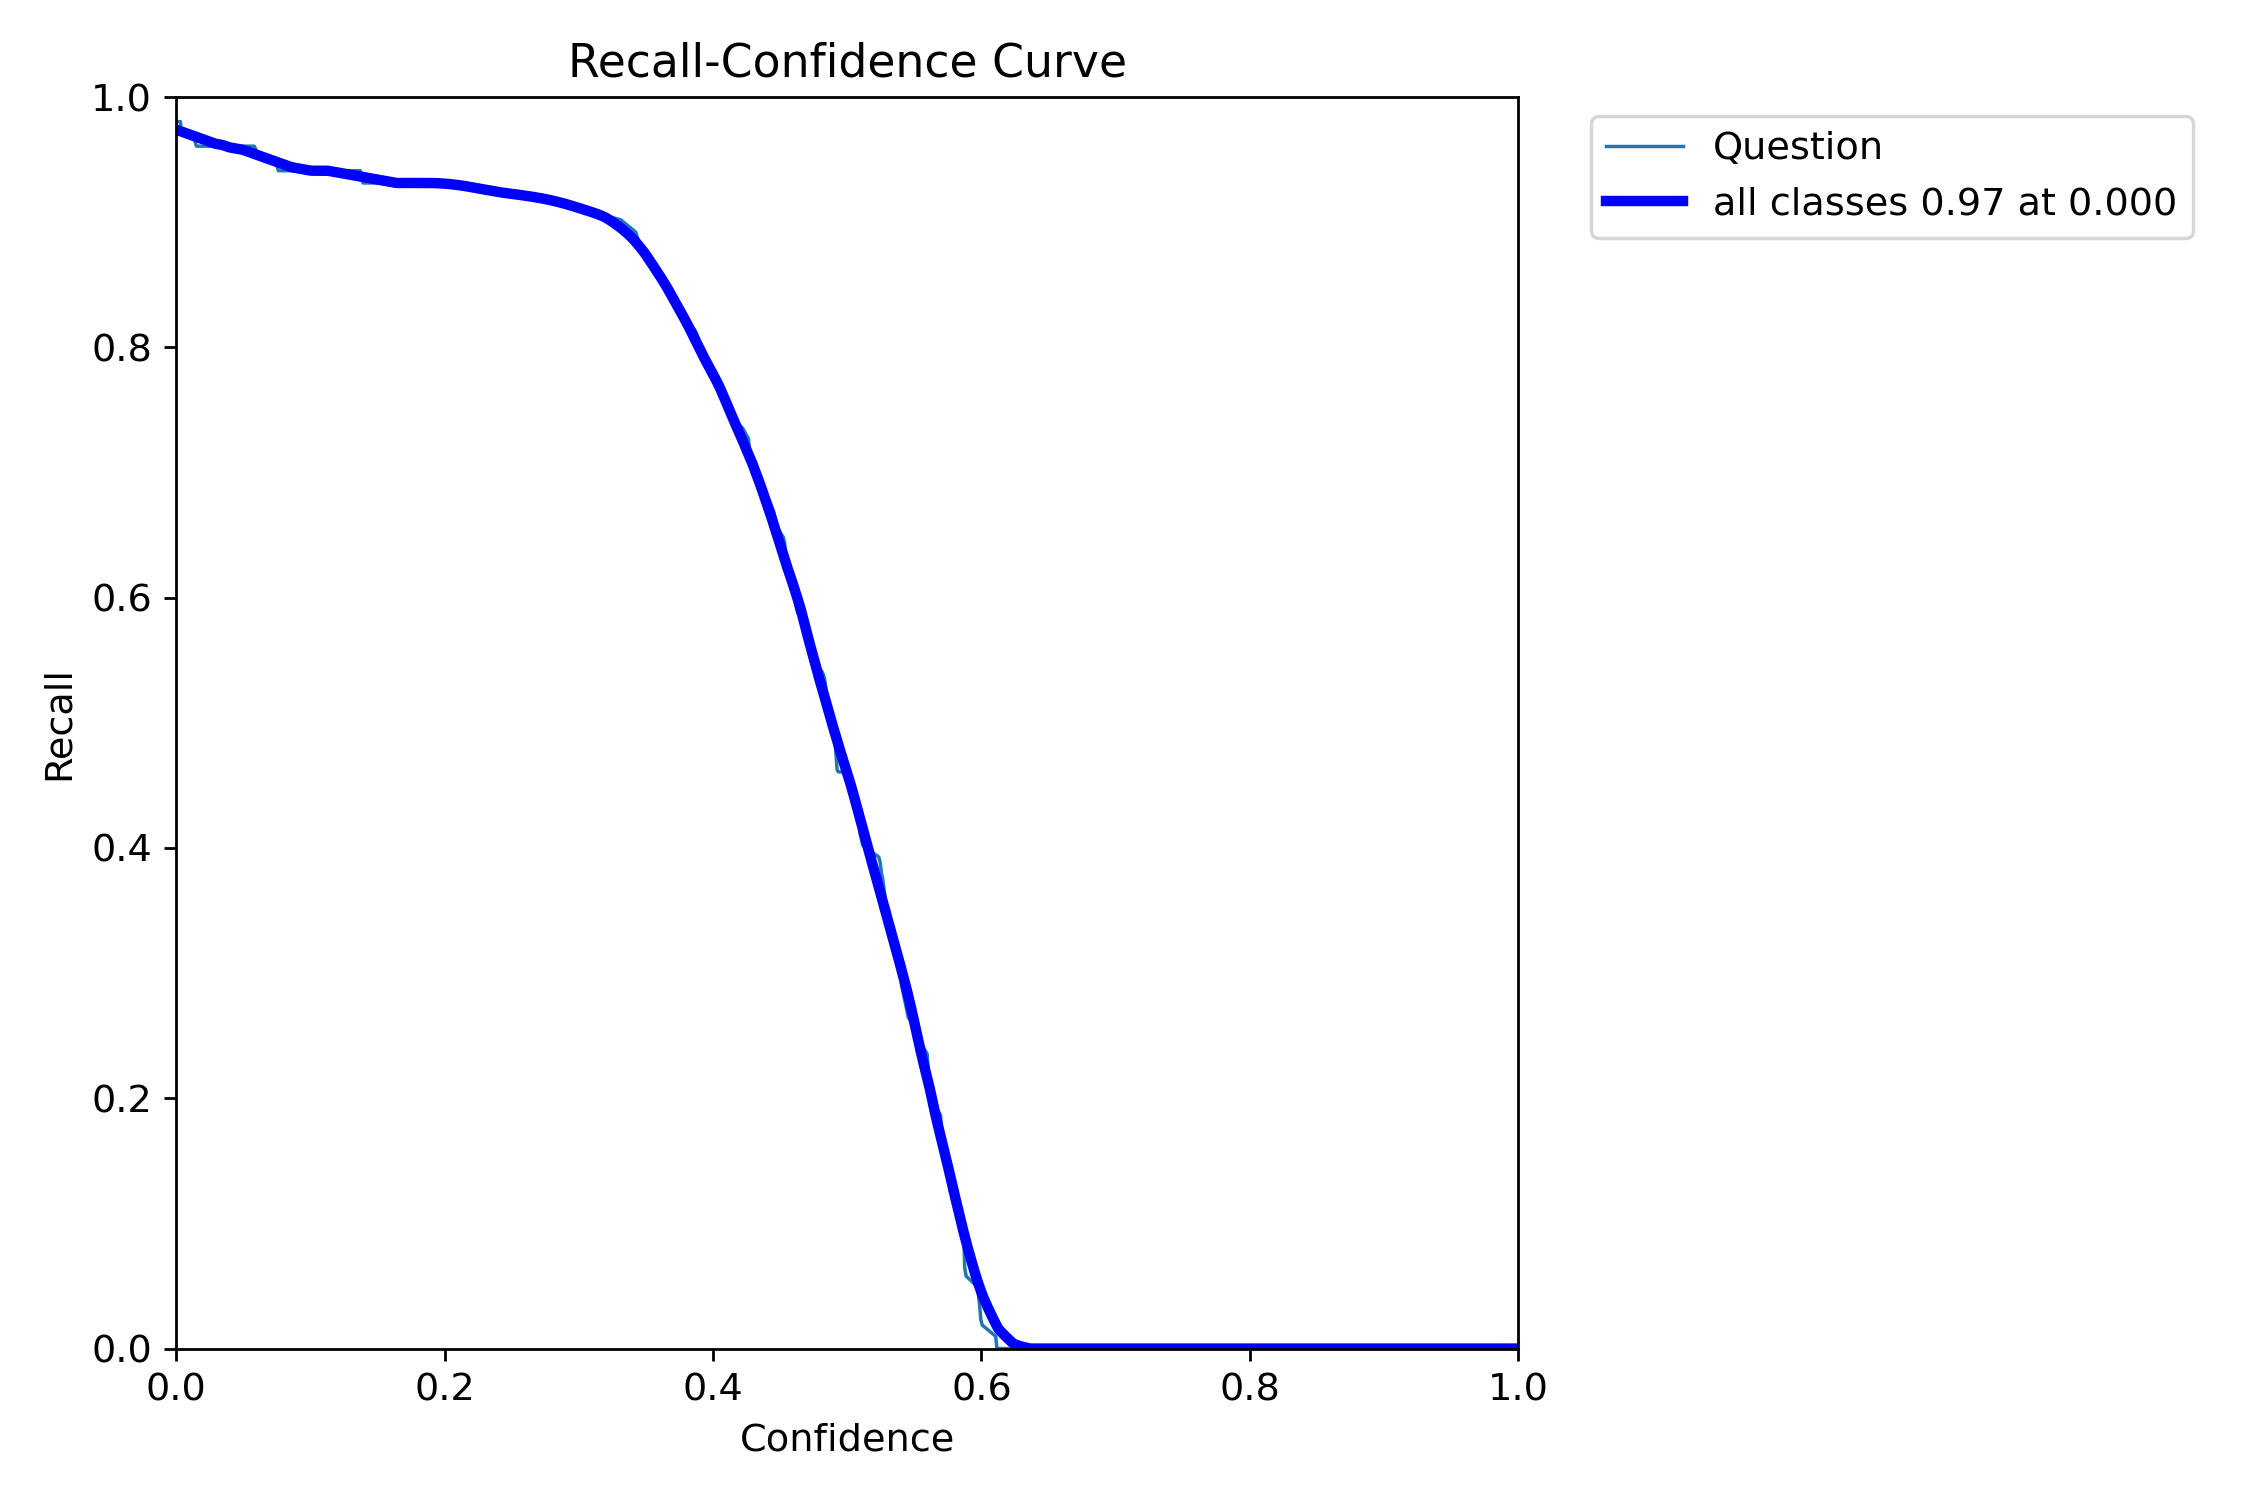 Recall-Confidence Curve
1.0
0.8
0.6
0.4
0.2
0.0
Recall
0.0 0.2 0.4 0.6 0.8 1.0
Confidence
Question
all classes 0.97 at 0.000